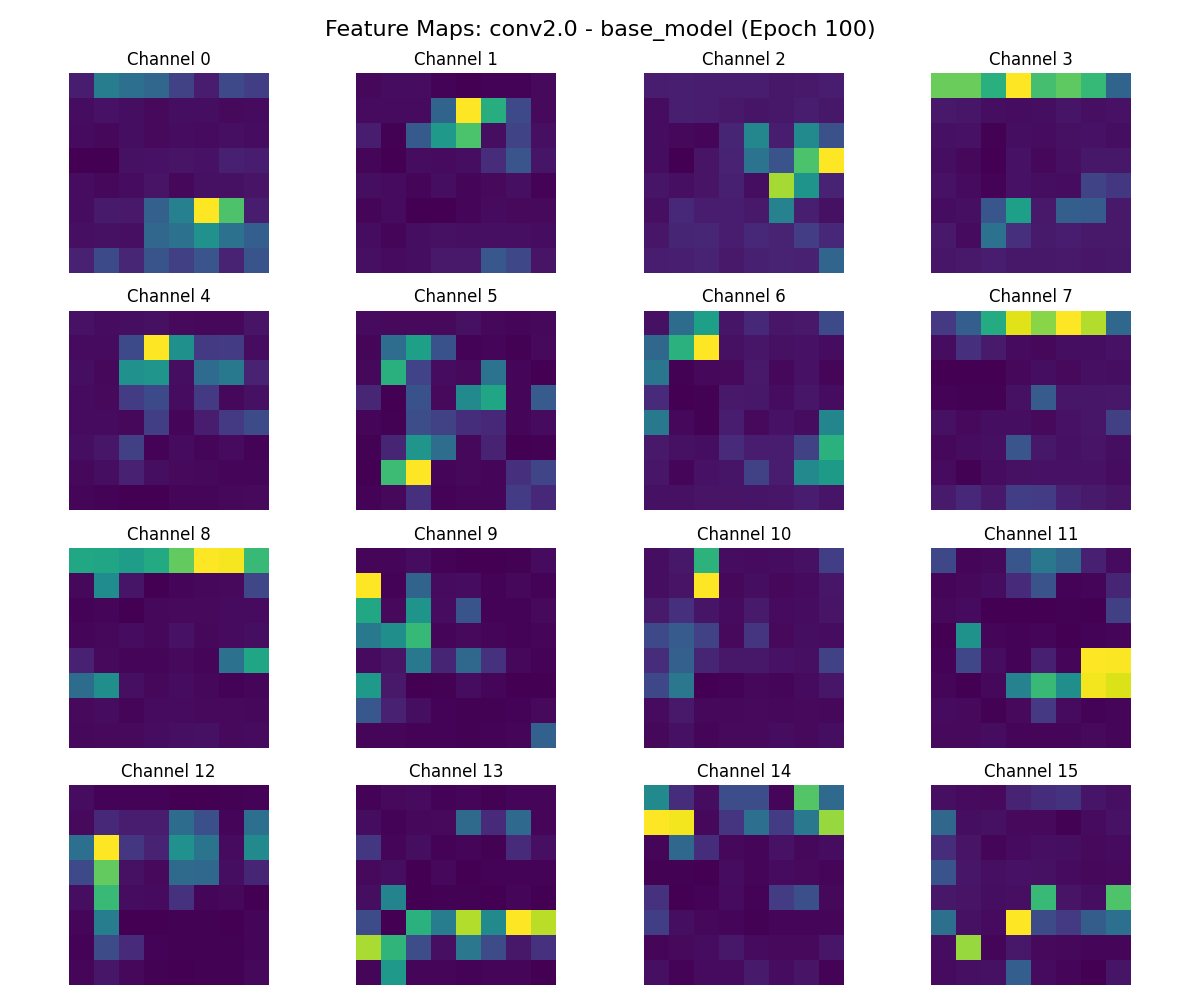 Feature Maps: conv2.0 - base_model (Epoch 100)
Channel 0
Channel 1
Channel 2
Channel 3
Channel 4
Channel 5
Channel 6
Channel 7
Channel 8
Channel 9
Channel 10
Channel 11
Channel 12
Channel 13
Channel 14
Channel 15